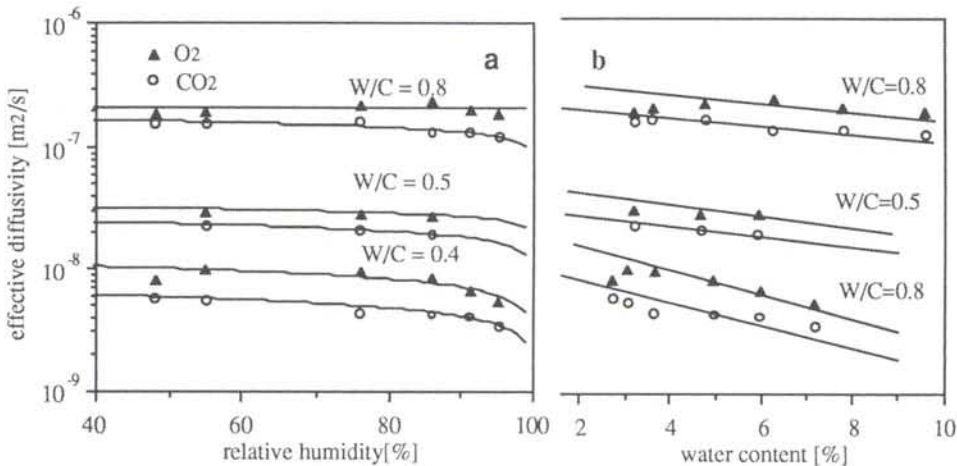 effective diffusivity [m2/s]
10-6
10-7
10-8
10-9
O2
CO2
a
W/C = 0.8
W/C = 0.5
W/C = 0.4
40
60
80
100
relative humidity[%]
b
W/C=0.8
W/C=0.5
W/C=0.8
2
4
6
8
10
water content [%]